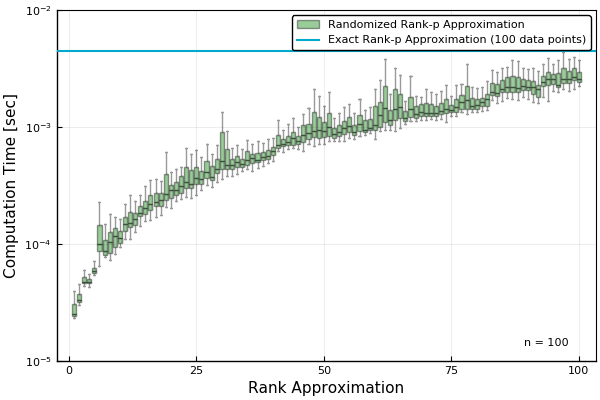 Computation Time [sec]
10⁻²
10⁻³
10⁻⁴
10⁻⁵
Randomized Rank-p Approximation
Exact Rank-p Approximation (100 data points)
n = 100
0 25 50 75 100
Rank Approximation